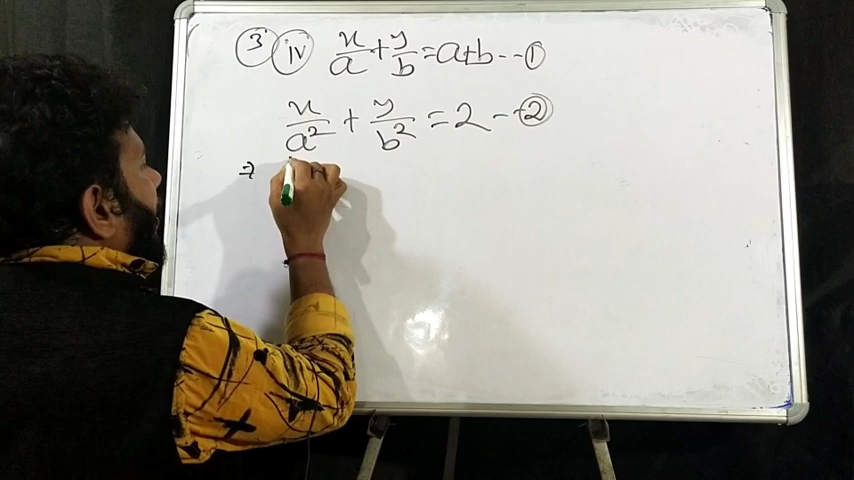 3 iv x/a + y/b = a+b -- 1
x/a² + y/b² = 2 -- 2
⇒